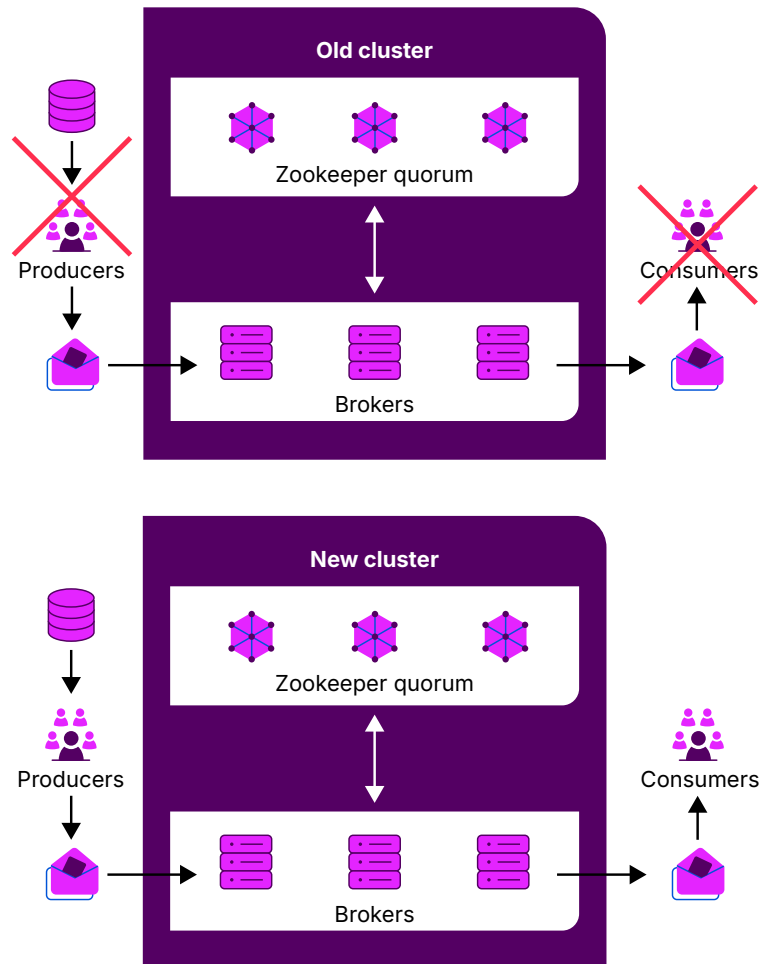 Old cluster
Zookeeper quorum
Producers
Consumers
Brokers
New cluster
Zookeeper quorum
Producers
Consumers
Brokers